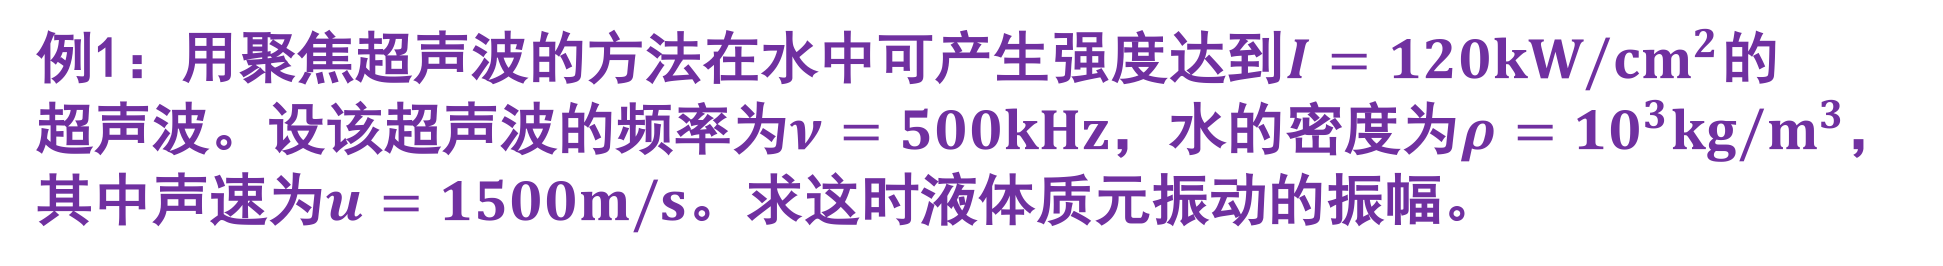 例1：用聚焦超声波的方法在水中可产生强度达到I = 120kW/cm²的
超声波。设该超声波的频率为ν = 500kHz，水的密度为ρ = 10³kg/m³，
其中声速为u = 1500m/s。求这时液体质元振动的振幅。